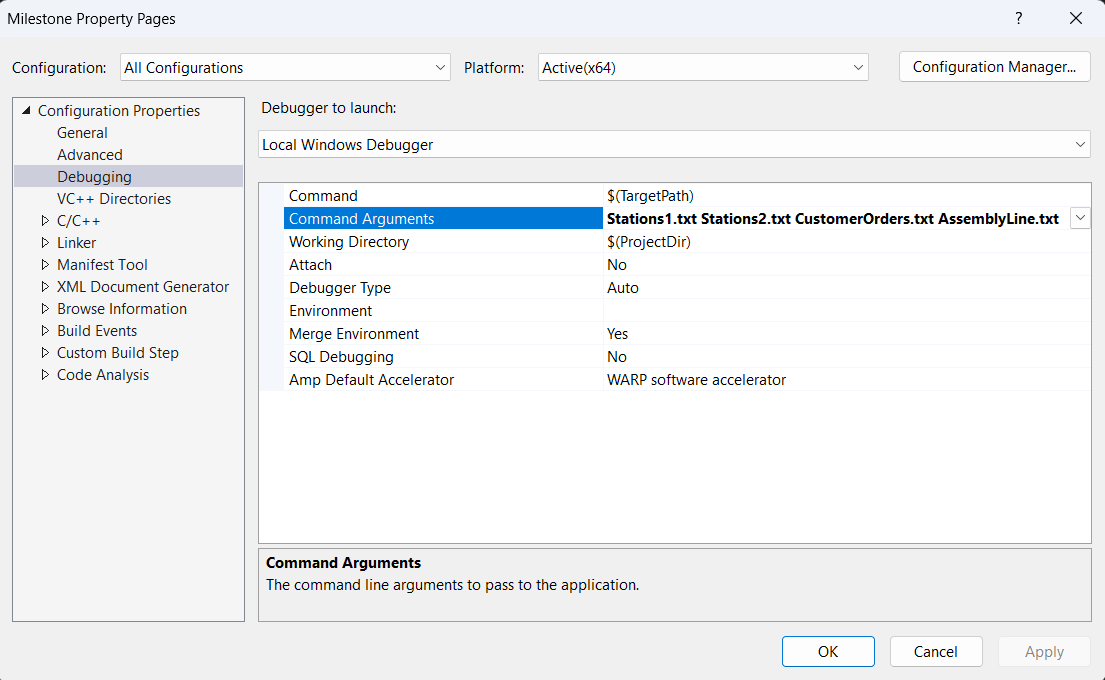 Milestone Property Pages
?
Configuration: All Configurations Platform: Active(x64) Configuration Manager...
Configuration Properties
General
Advanced
Debugging
VC++ Directories
C/C++
Linker
Manifest Tool
XML Document Generator
Browse Information
Build Events
Custom Build Step
Code Analysis
Debugger to launch:
Local Windows Debugger
Command $(TargetPath)
Command Arguments Stations1.txt Stations2.txt CustomerOrders.txt AssemblyLine.txt
Working Directory $(ProjectDir)
Attach No
Debugger Type Auto
Environment
Merge Environment Yes
SQL Debugging No
Amp Default Accelerator WARP software accelerator
Command Arguments
The command line arguments to pass to the application.
OK Cancel Apply